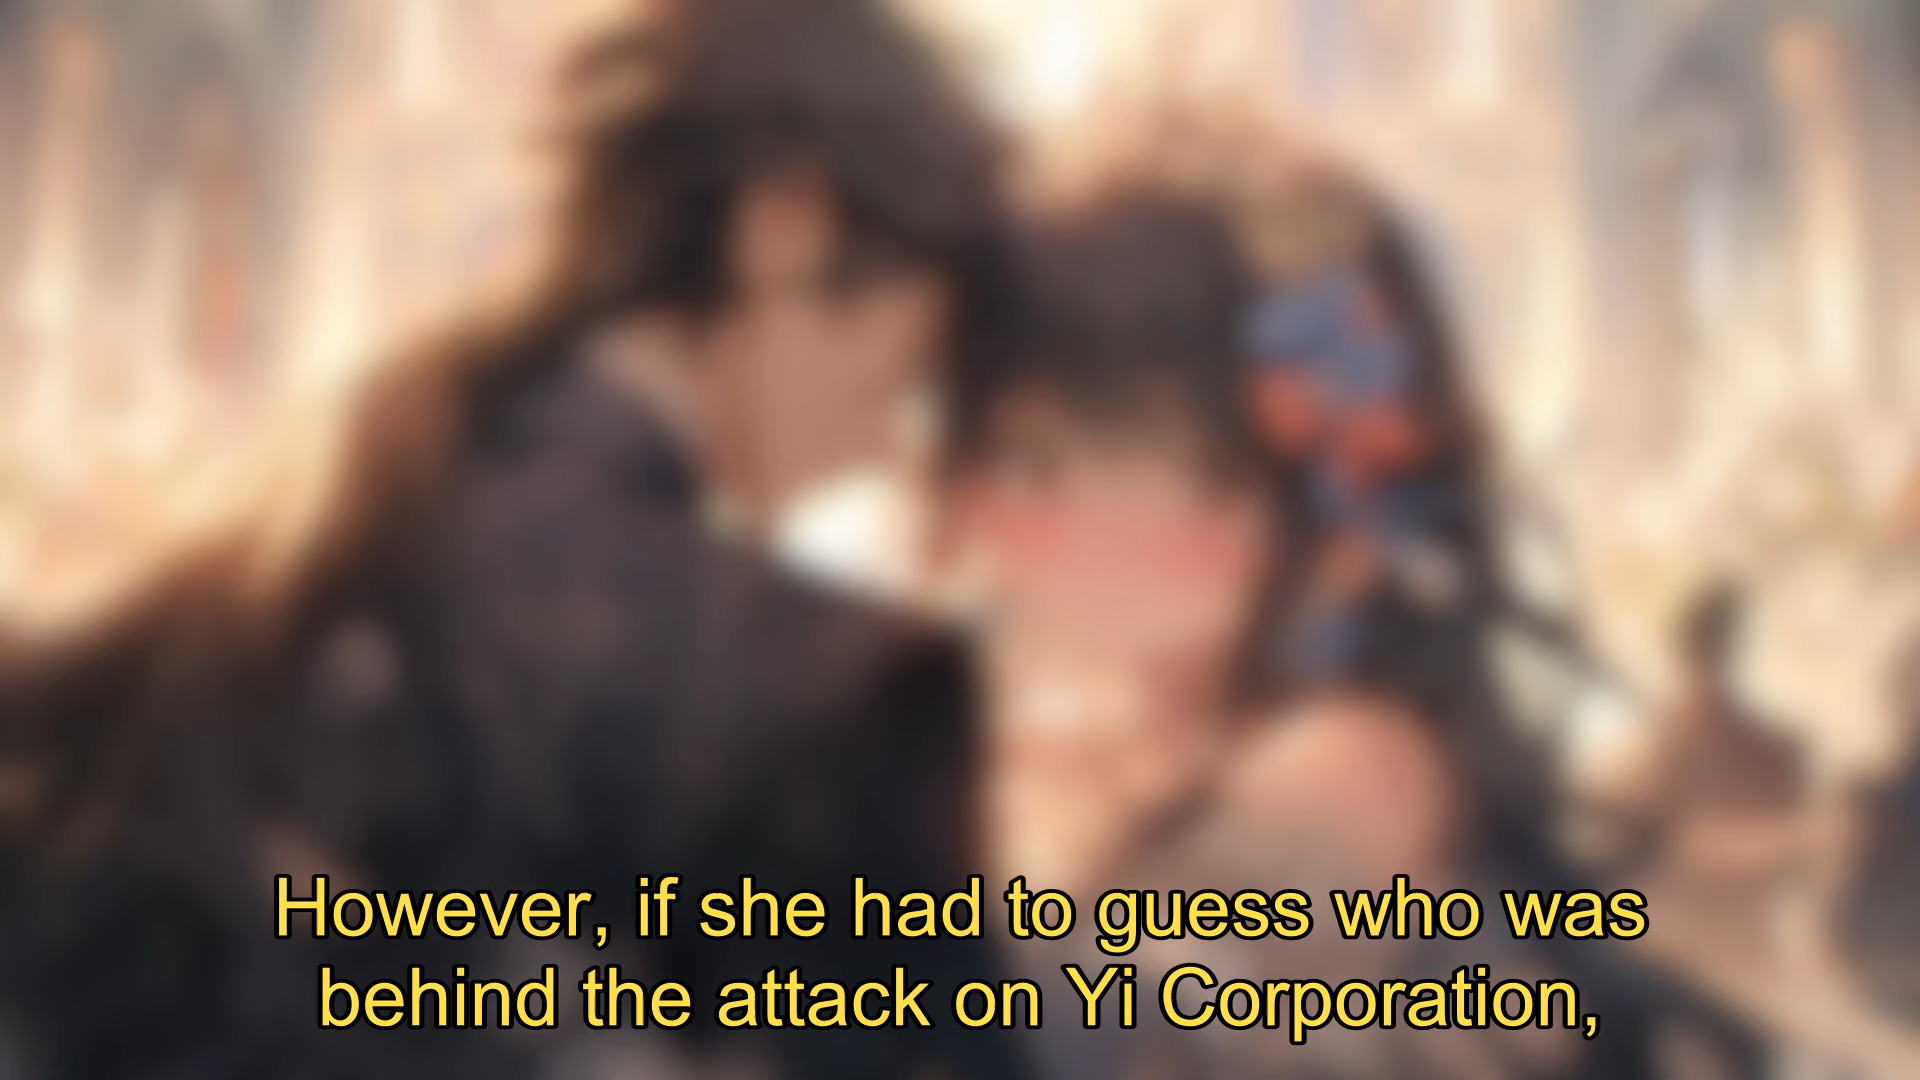 However, if she had to guess who was
behind the attack on Yi Corporation,